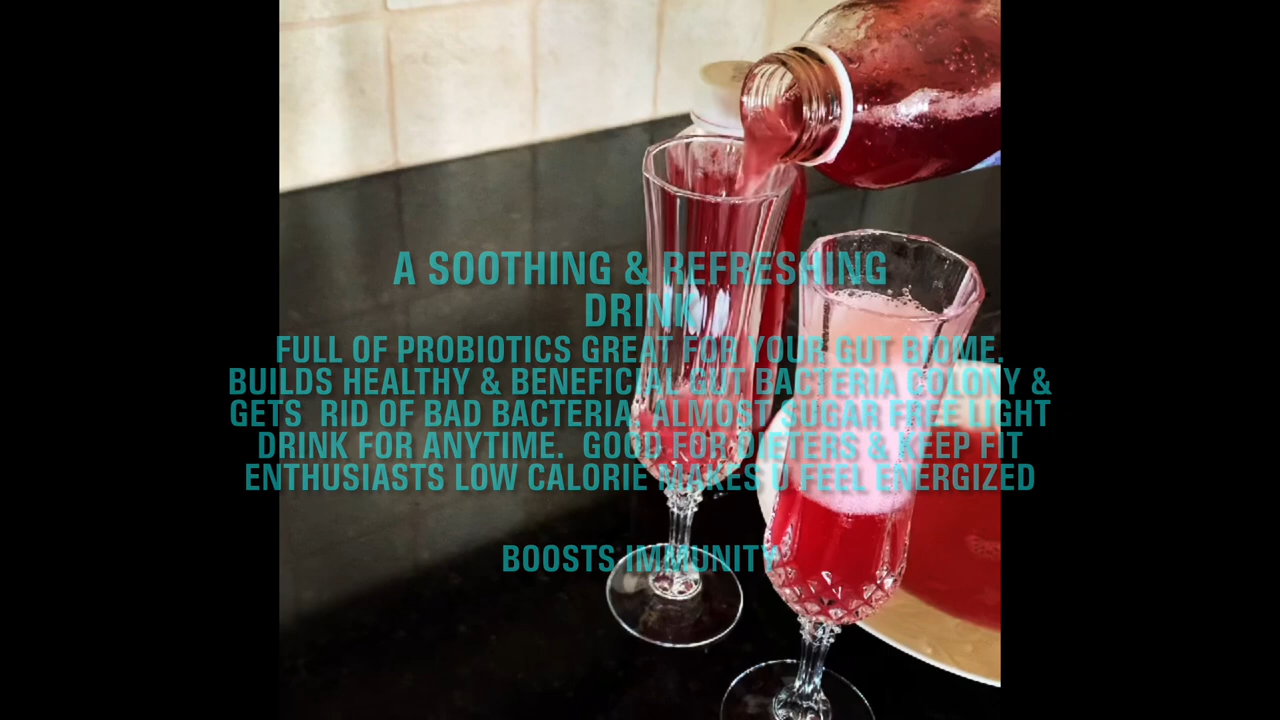 A SOOTHING & REFRESHING
DRINK
FULL OF PROBIOTICS GREAT FOR YOUR GUT BIOME.
BUILDS HEALTHY & BENEFICIAL GUT BACTERIA COLONY &
GETS  RID OF BAD BACTERIA. ALMOST SUGAR FREE LIGHT
DRINK FOR ANYTIME.  GOOD FOR DIETERS & KEEP FIT
ENTHUSIASTS LOW CALORIE MAKES U FEEL ENERGIZED
BOOSTS IMMUNITY